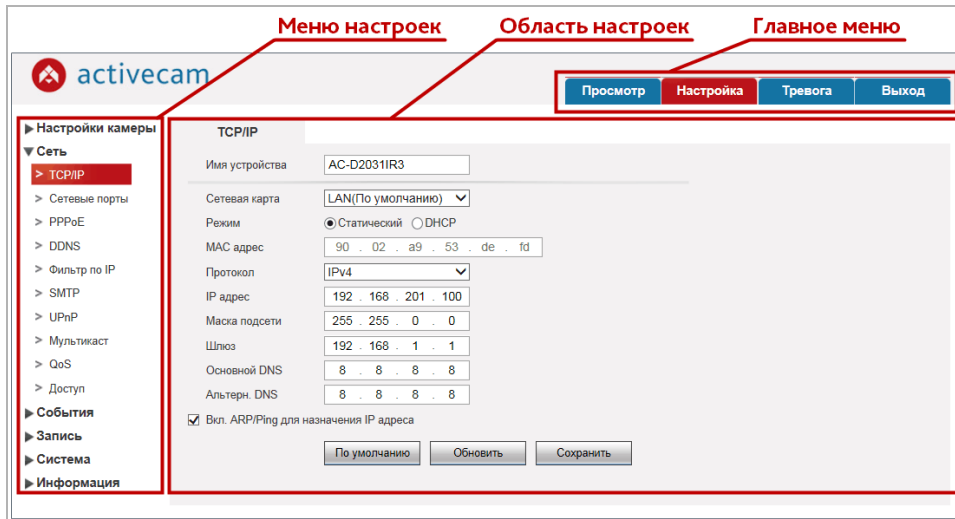 Меню настроек Область настроек Главное меню
activecam
Просмотр Настройка Тревога Выход
Настройки камеры
Сеть
> TCP/IP
> Сетевые порты
> PPPoE
> DDNS
> Фильтр по IP
> SMTP
> UPnP
> Мультикаст
> QoS
> Доступ
События
Запись
Система
Информация
TCP/IP
Имя устройства AC-D2031IR3
Сетевая карта LAN(По умолчанию)
Режим Статический DHCP
MAC адрес 90 . 02 . a9 . 53 . de . fd
Протокол IPv4
IP адрес 192 . 168 . 201 . 100
Маска подсети 255 . 255 . 0 . 0
Шлюз 192 . 168 . 1 . 1
Основной DNS 8 . 8 . 8 . 8
Альтерн. DNS 8 . 8 . 8 . 8
Вкл. ARP/Ping для назначения IP адреса
По умолчанию Обновить Сохранить